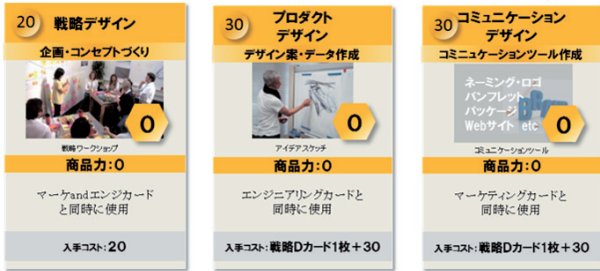 20
戦略デザイン
企画・コンセプトづくり
0
戦略ワークショップ
商品力:0
マーケandエンジカード
と同時に使用
入手コスト:20
30
プロダクト
デザイン
デザイン案・データ作成
0
アイデアスケッチ
商品力:0
エンジニアリングカードと
同時に使用
入手コスト:戦略Dカード1枚+30
30
コミュニケーション
デザイン
コミニュケーションツール作成
ネーミング・ロゴ
パンフレット
パッケージ
Webサイト etc
0
コミュニケーションツール
商品力:0
マーケティングカードと
同時に使用
入手コスト:戦略Dカード1枚+30